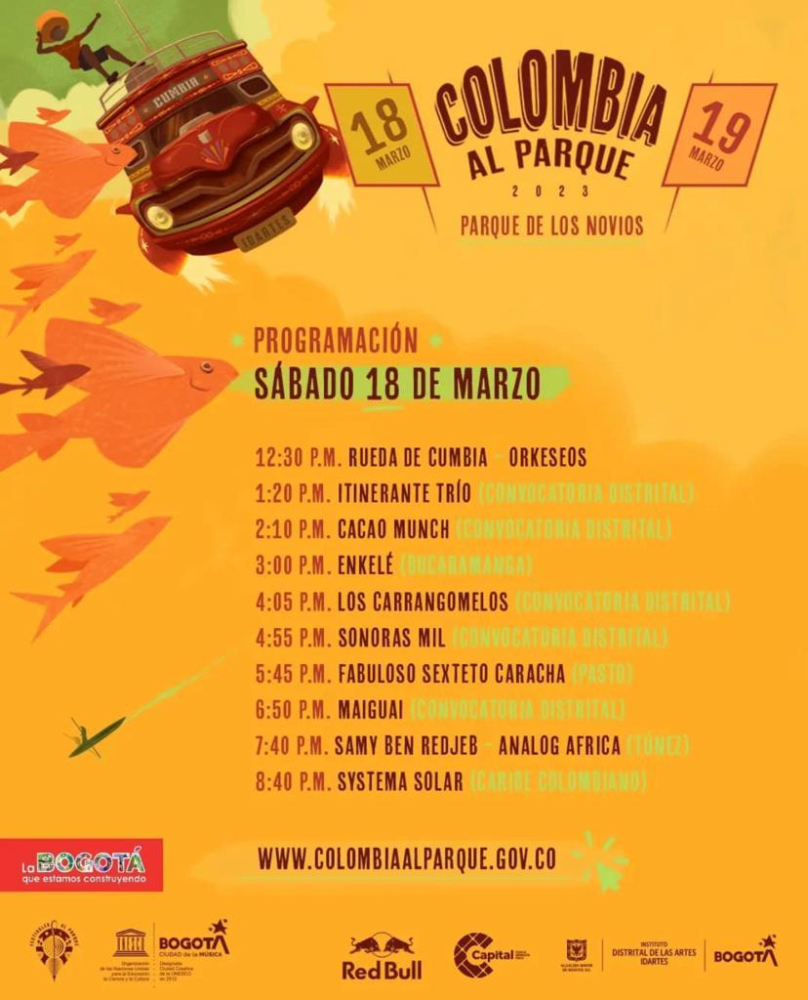 CUMBIA
IDARTES
18
MARZO
COLOMBIA
AL PARQUE
2023
PARQUE DE LOS NOVIOS
19
MARZO
PROGRAMACIÓN
SÁBADO 18 DE MARZO
12:30 P.M. RUEDA DE CUMBIA - ORKESEOS
1:20 P.M. ITINERANTE TRÍO (CONVOCATORIA DISTRITAL)
2:10 P.M. CACAO MUNCH (CONVOCATORIA DISTRITAL)
3:00 P.M. ENKELÉ (BUCARAMANGA)
4:05 P.M. LOS CARRANGOMELOS (CONVOCATORIA DISTRITAL)
4:55 P.M. SONORAS MIL (CONVOCATORIA DISTRITAL)
5:45 P.M. FABULOSO SEXTETO CARACHA (PASTO)
6:50 P.M. MAIGUAI (CONVOCATORIA DISTRITAL)
7:40 P.M. SAMY BEN REDJEB - ANALOG AFRICA (TÚNEZ)
8:40 P.M. SYSTEMA SOLAR (CARIBE COLOMBIANO)
WWW.COLOMBIAALPARQUE.GOV.CO
La BOGOTÁ
que estamos construyendo
FESTIVALES AL PARQUE
unesco
Organización
de las Naciones Unidas
para la Educación,
la Ciencia y la Cultura
BOGOTÁ
CIUDAD DE LA MÚSICA
Designada
Ciudad Creativa
de la UNESCO
en 2012
Red Bull
Capital
ALCALDÍA MAYOR
DE BOGOTÁ D.C.
INSTITUTO
DISTRITAL DE LAS ARTES
IDARTES
BOGOTÁ